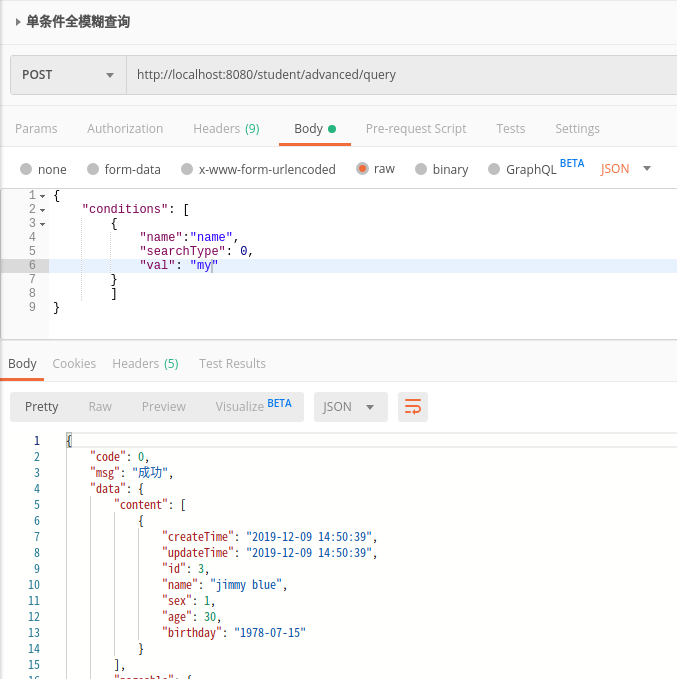 单条件全模糊查询
POST http://localhost:8080/student/advanced/query
Params Authorization Headers (9) Body Pre-request Script Tests Settings
none form-data x-www-form-urlencoded raw binary GraphQL BETA JSON
1 {
2 "conditions": [
3 {
4 "name":"name",
5 "searchType": 0,
6 "val": "my"
7 }
8 ]
9 }
Body Cookies Headers (5) Test Results
Pretty Raw Preview Visualize BETA JSON
1 {
2 "code": 0,
3 "msg": "成功",
4 "data": {
5 "content": [
6 {
7 "createTime": "2019-12-09 14:50:39",
8 "updateTime": "2019-12-09 14:50:39",
9 "id": 3,
10 "name": "jimmy blue",
11 "sex": 1,
12 "age": 30,
13 "birthday": "1978-07-15"
14 }
15 ],
16 "pageable": {